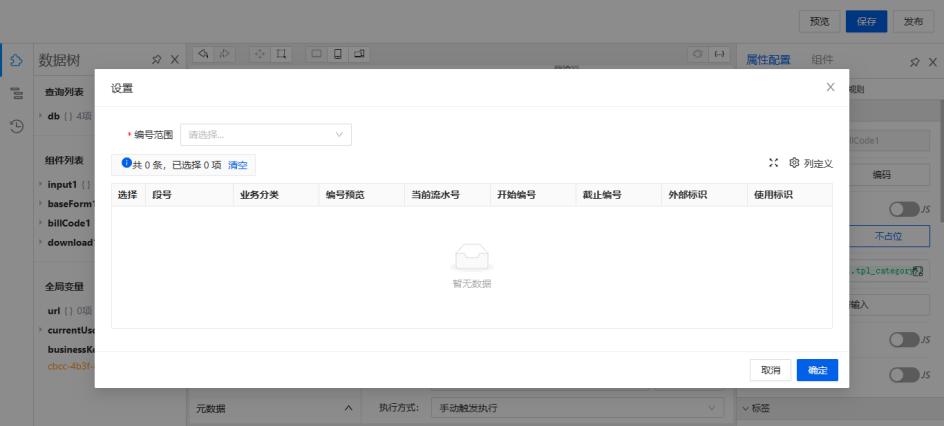 预览 保存 发布
数据树
属性配置 组件
查询列表
db { } 4项
组件列表
input1 { }
baseForm1
billCode1
download1
全局变量
url { } 0项
currentUs
businessK
cbcc-4b3f-
设置
* 编号范围 请选择...
共 0 条，已选择 0 项 清空
列定义
选择 段号 业务分类 编号预览 当前流水号 开始编号 截止编号 外部标识 使用标识
暂无数据
取消 确定
规则
illCode1
编码
JS
不占位
.tpl_category
输入
JS
JS
标签
元数据
执行方式: 手动触发执行